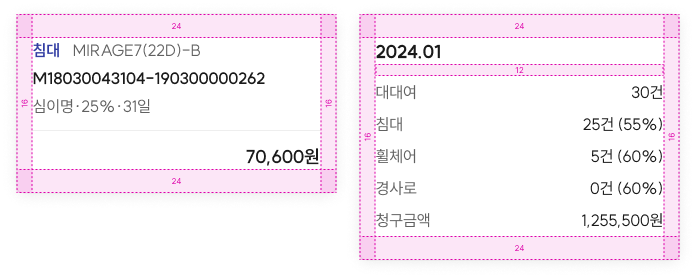 24
침대 MIRAGE7(22D)-B
M18030043104-190300000262
16
16
심이명·25%·31일
70,600원
24
24
2024.01
12
대대여 30건
침대 25건 (55%)
16
16
휠체어 5건 (60%)
경사로 0건 (60%)
청구금액 1,255,500원
24